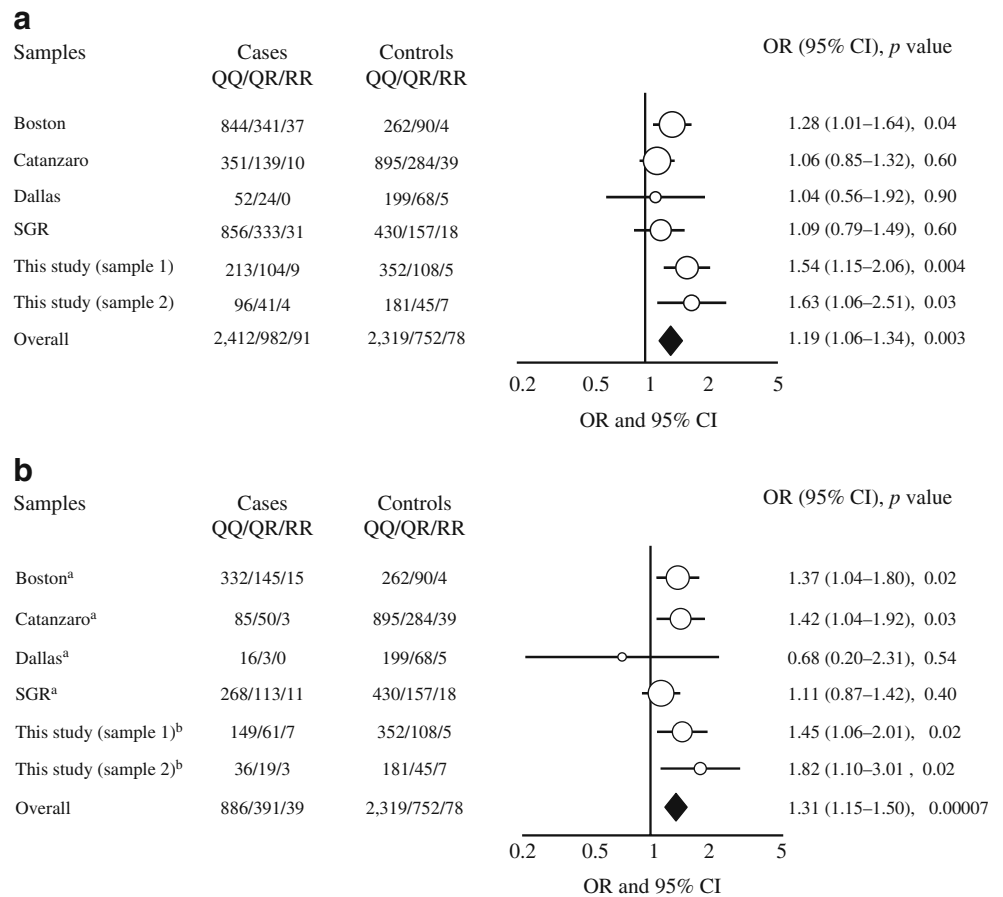 a
Samples Cases Controls OR (95% CI), p value
QQ/QR/RR QQ/QR/RR
Boston 844/341/37 262/90/4 1.28 (1.01–1.64), 0.04
Catanzaro 351/139/10 895/284/39 1.06 (0.85–1.32), 0.60
Dallas 52/24/0 199/68/5 1.04 (0.56–1.92), 0.90
SGR 856/333/31 430/157/18 1.09 (0.79–1.49), 0.60
This study (sample 1) 213/104/9 352/108/5 1.54 (1.15–2.06), 0.004
This study (sample 2) 96/41/4 181/45/7 1.63 (1.06–2.51), 0.03
Overall 2,412/982/91 2,319/752/78 1.19 (1.06–1.34), 0.003
0.2 0.5 1 2 5
OR and 95% CI
b
Samples Cases Controls OR (95% CI), p value
QQ/QR/RR QQ/QR/RR
Bostonᵃ 332/145/15 262/90/4 1.37 (1.04–1.80), 0.02
Catanzaroᵃ 85/50/3 895/284/39 1.42 (1.04–1.92), 0.03
Dallasᵃ 16/3/0 199/68/5 0.68 (0.20–2.31), 0.54
SGRᵃ 268/113/11 430/157/18 1.11 (0.87–1.42), 0.40
This study (sample 1)ᵇ 149/61/7 352/108/5 1.45 (1.06–2.01), 0.02
This study (sample 2)ᵇ 36/19/3 181/45/7 1.82 (1.10–3.01 , 0.02
Overall 886/391/39 2,319/752/78 1.31 (1.15–1.50), 0.00007
0.2 0.5 1 2 5
OR and 95% CI